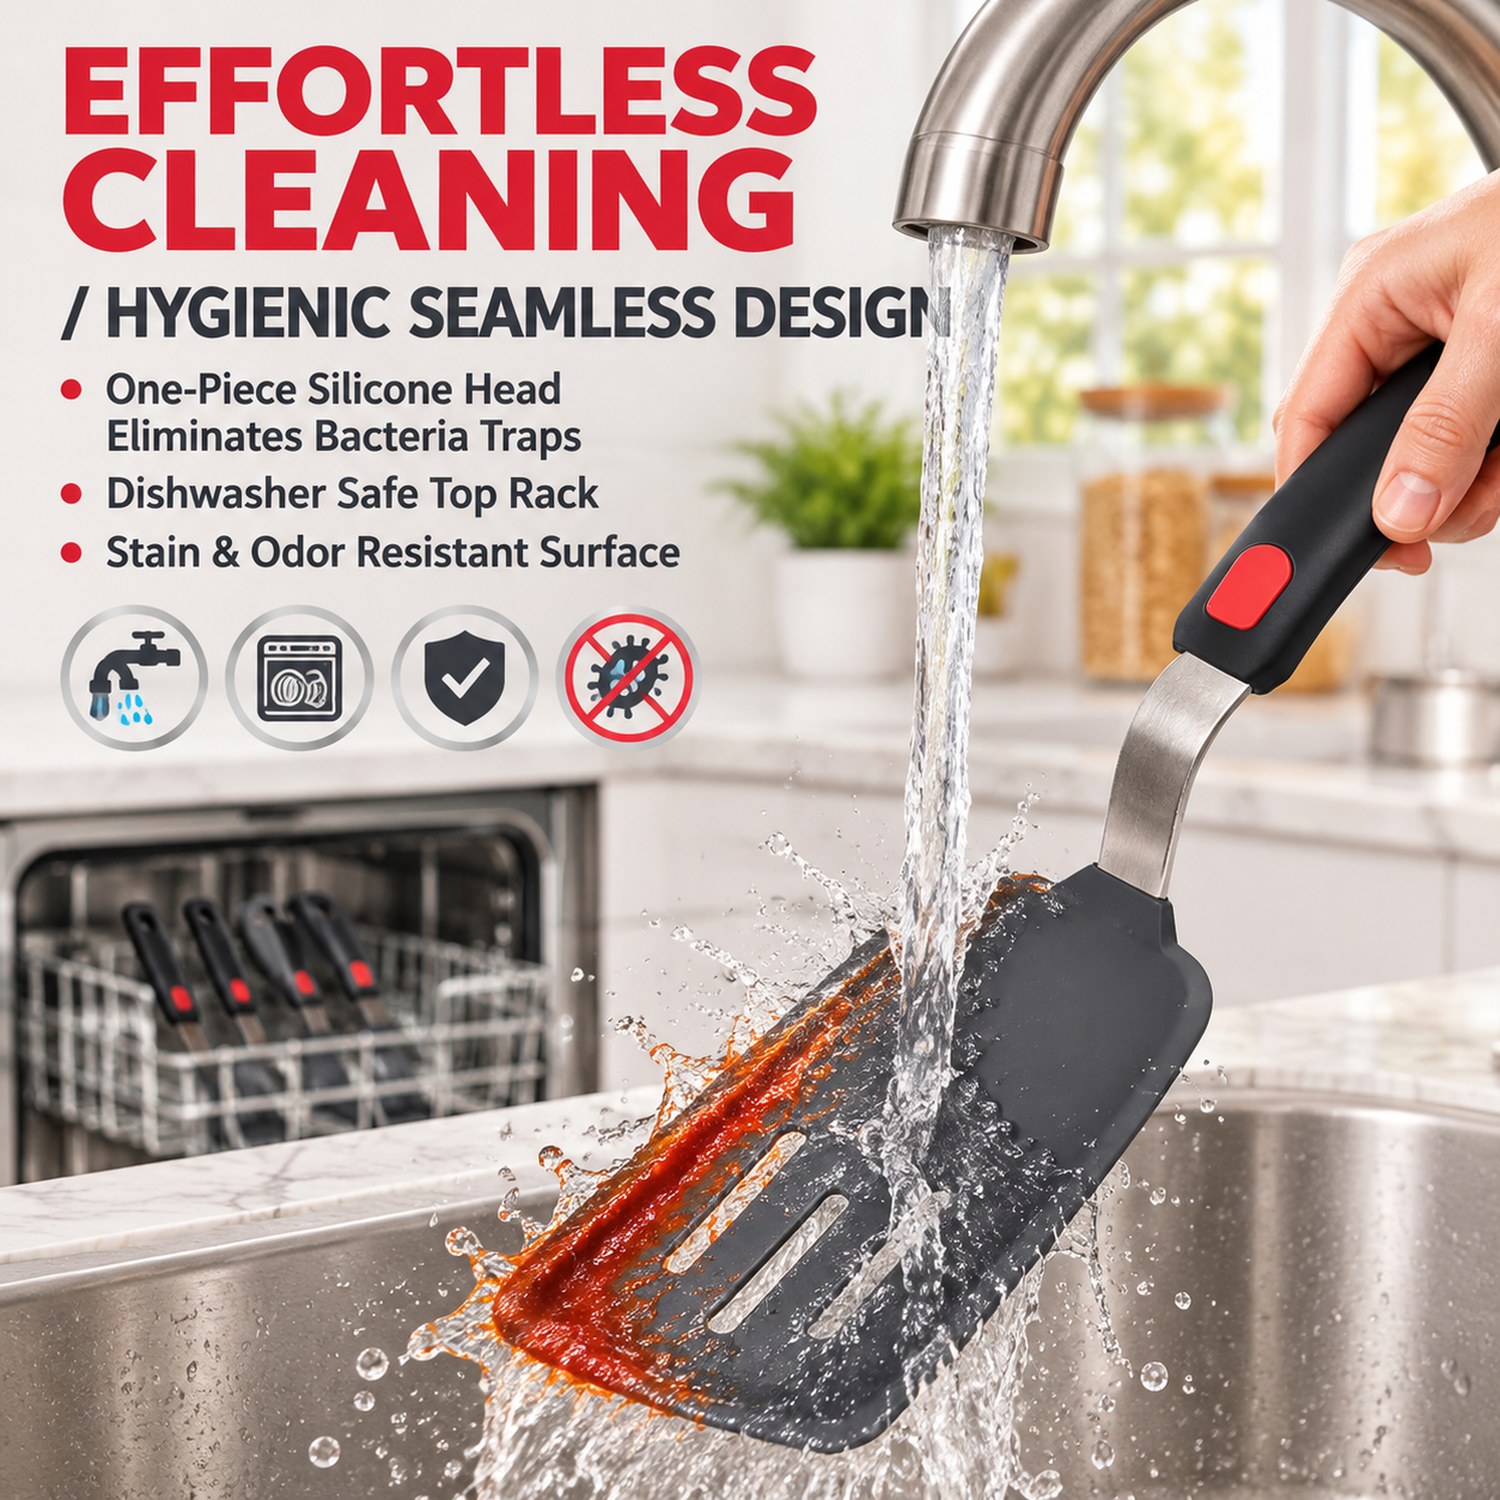 EFFORTLESS
CLEANING
/ HYGIENIC SEAMLESS DESIGN
• One-Piece Silicone Head
Eliminates Bacteria Traps
• Dishwasher Safe Top Rack
• Stain & Odor Resistant Surface